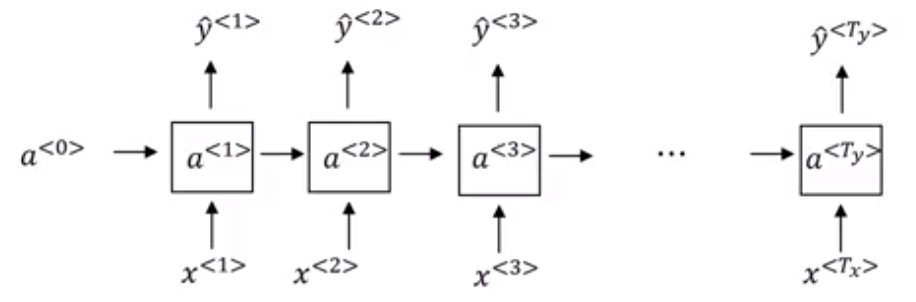 ŷ<1> ŷ<2> ŷ<3> ŷ<Ty>
a<0> a<1> a<2> a<3> ... a<Ty>
x<1> x<2> x<3> x<Tx>